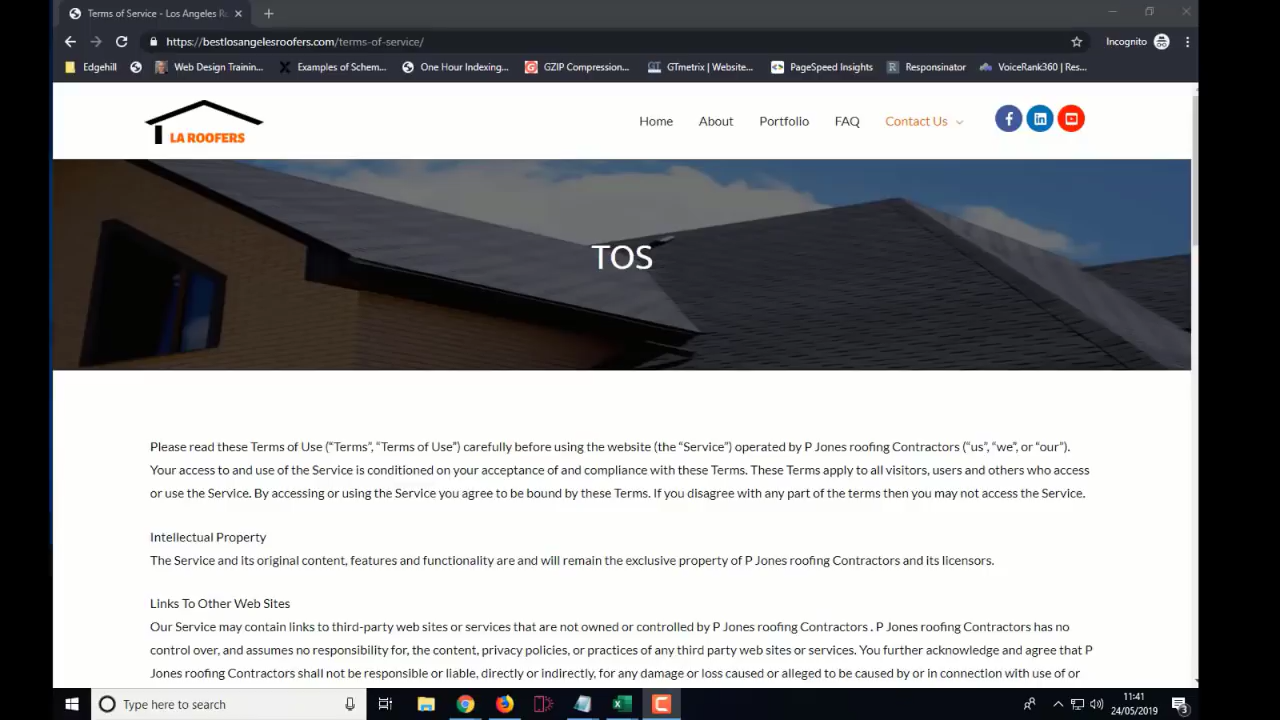 Terms of Service - Los Angeles Ro
https://bestlosangelesroofers.com/terms-of-service/
Incognito
Edgehill
Web Design Trainin...
Examples of Schem...
One Hour Indexing...
GZIP Compression...
GTmetrix | Website...
PageSpeed Insights
Responsinator
VoiceRank360 | Res...
LA ROOFERS
Home
About
Portfolio
FAQ
Contact Us
TOS
Please read these Terms of Use (“Terms”, “Terms of Use”) carefully before using the website (the “Service”) operated by P Jones roofing Contractors (“us”, “we”, or “our”).
Your access to and use of the Service is conditioned on your acceptance of and compliance with these Terms. These Terms apply to all visitors, users and others who access
or use the Service. By accessing or using the Service you agree to be bound by these Terms. If you disagree with any part of the terms then you may not access the Service.
Intellectual Property
The Service and its original content, features and functionality are and will remain the exclusive property of P Jones roofing Contractors and its licensors.
Links To Other Web Sites
Our Service may contain links to third-party web sites or services that are not owned or controlled by P Jones roofing Contractors . P Jones roofing Contractors has no
control over, and assumes no responsibility for, the content, privacy policies, or practices of any third party web sites or services. You further acknowledge and agree that P
Jones roofing Contractors shall not be responsible or liable, directly or indirectly, for any damage or loss caused or alleged to be caused by or in connection with use of or
Type here to search
11:41
24/05/2019
3